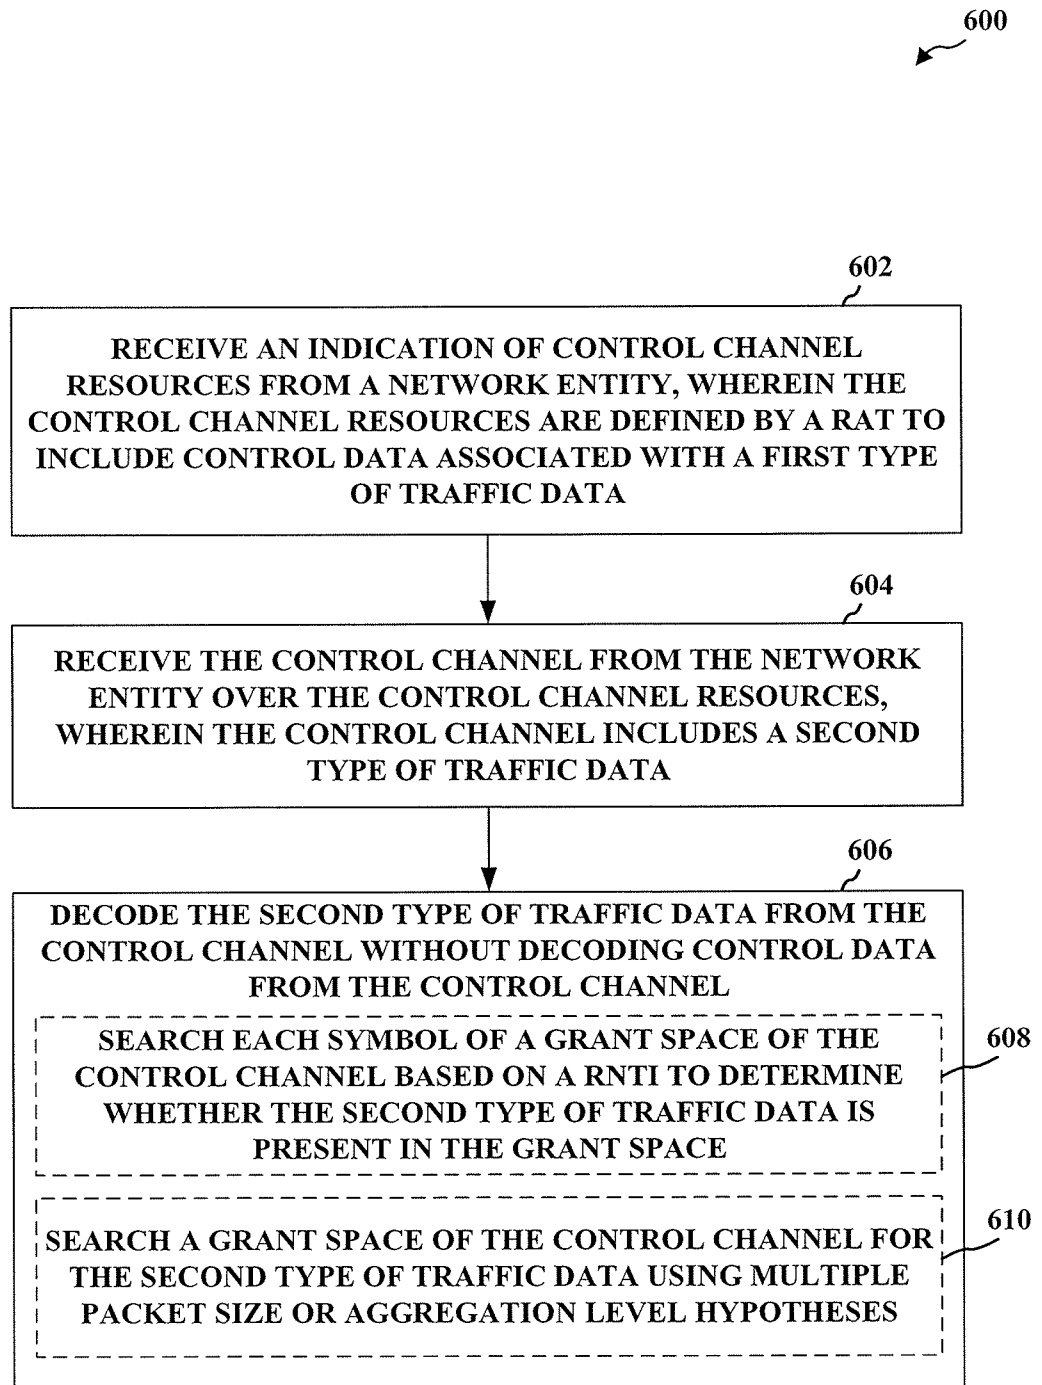 600
602
RECEIVE AN INDICATION OF CONTROL CHANNEL
RESOURCES FROM A NETWORK ENTITY, WHEREIN THE
CONTROL CHANNEL RESOURCES ARE DEFINED BY A RAT TO
INCLUDE CONTROL DATA ASSOCIATED WITH A FIRST TYPE
OF TRAFFIC DATA
604
RECEIVE THE CONTROL CHANNEL FROM THE NETWORK
ENTITY OVER THE CONTROL CHANNEL RESOURCES,
WHEREIN THE CONTROL CHANNEL INCLUDES A SECOND
TYPE OF TRAFFIC DATA
606
DECODE THE SECOND TYPE OF TRAFFIC DATA FROM THE
CONTROL CHANNEL WITHOUT DECODING CONTROL DATA
FROM THE CONTROL CHANNEL
608
SEARCH EACH SYMBOL OF A GRANT SPACE OF THE
CONTROL CHANNEL BASED ON A RNTI TO DETERMINE
WHETHER THE SECOND TYPE OF TRAFFIC DATA IS
PRESENT IN THE GRANT SPACE
610
SEARCH A GRANT SPACE OF THE CONTROL CHANNEL FOR
THE SECOND TYPE OF TRAFFIC DATA USING MULTIPLE
PACKET SIZE OR AGGREGATION LEVEL HYPOTHESES